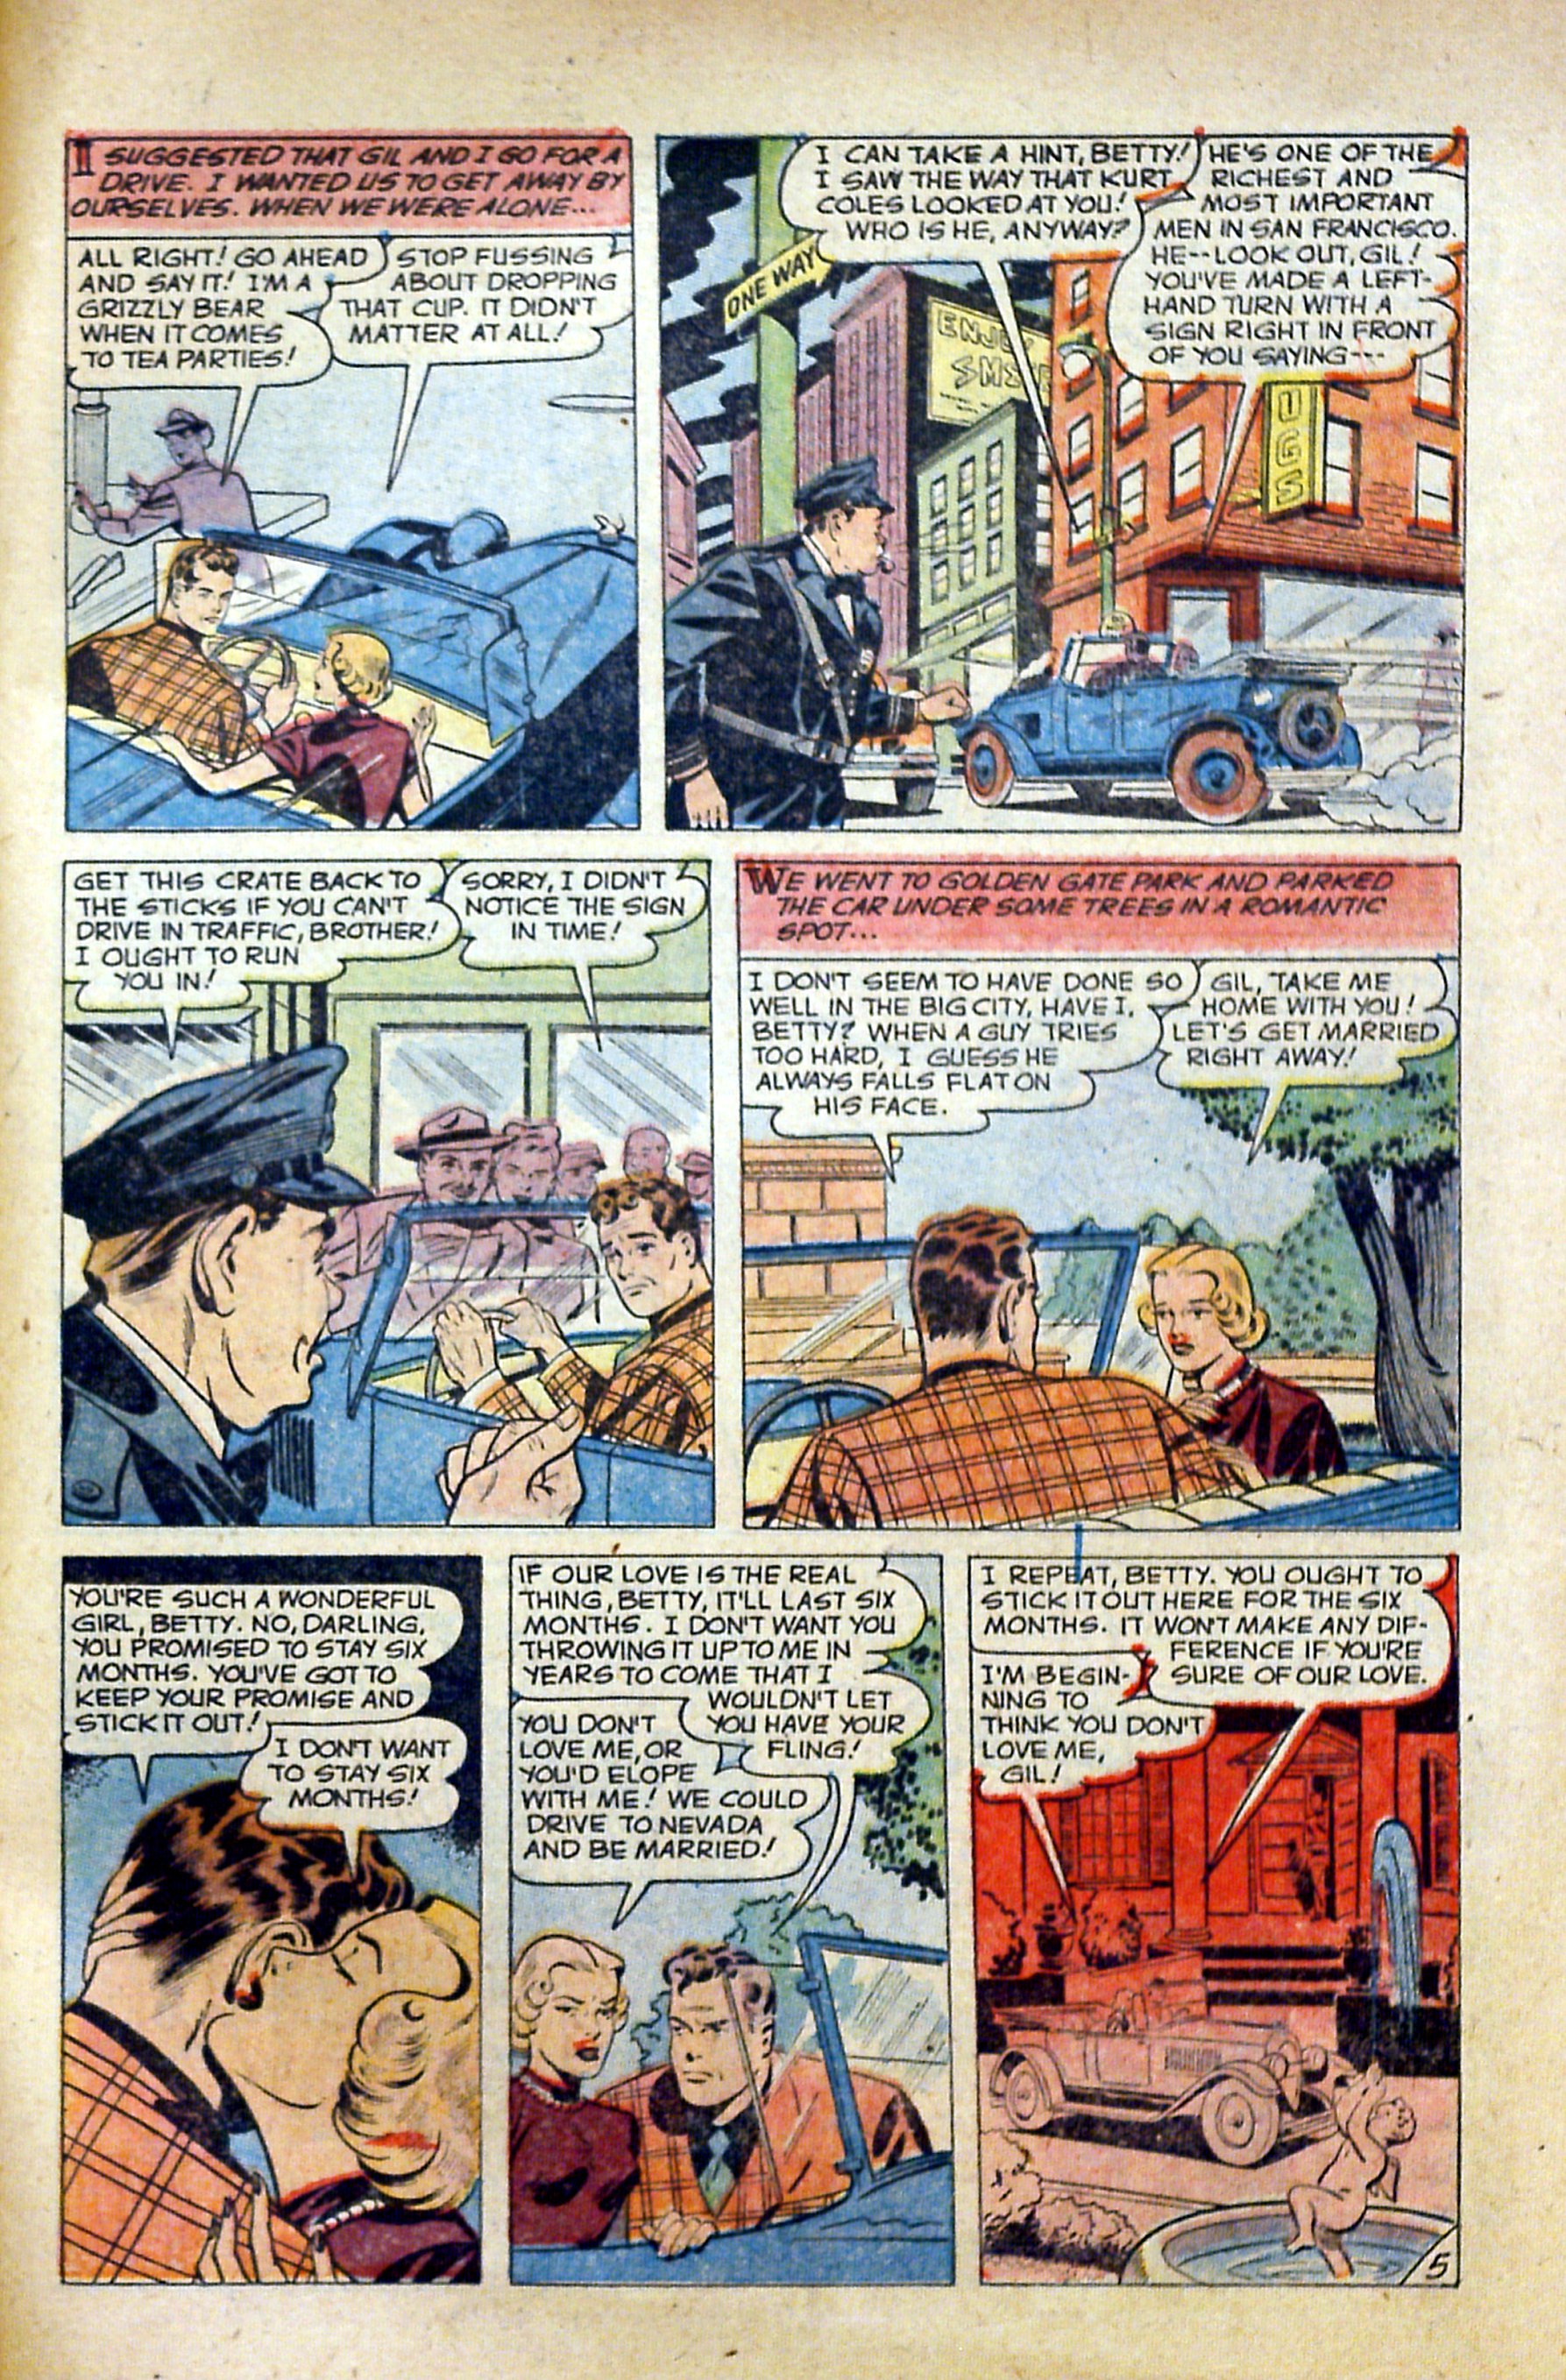 I SUGGESTED THAT GIL AND I GO FOR A
DRIVE. I WANTED US TO GET AWAY BY
OURSELVES. WHEN WE WERE ALONE...
ALL RIGHT! GO AHEAD
AND SAY IT! I'M A
GRIZZLY BEAR
WHEN IT COMES
TO TEA PARTIES!
STOP FUSSING
ABOUT DROPPING
THAT CUP. IT DIDN'T
MATTER AT ALL!
I CAN TAKE A HINT, BETTY!
I SAW THE WAY THAT KURT
COLES LOOKED AT YOU!
WHO IS HE, ANYWAY?
HE'S ONE OF THE
RICHEST AND
MOST IMPORTANT
MEN IN SAN FRANCISCO.
HE--LOOK OUT, GIL!
YOU'VE MADE A LEFT-
HAND TURN WITH A
SIGN RIGHT IN FRONT
OF YOU SAYING---
ONE WAY
ENJOY
UGS
GET THIS CRATE BACK TO
THE STICKS IF YOU CAN'T
DRIVE IN TRAFFIC, BROTHER!
I OUGHT TO RUN
YOU IN!
SORRY, I DIDN'T
NOTICE THE SIGN
IN TIME!
WE WENT TO GOLDEN GATE PARK AND PARKED
THE CAR UNDER SOME TREES IN A ROMANTIC
SPOT...
I DON'T SEEM TO HAVE DONE SO
WELL IN THE BIG CITY, HAVE I,
BETTY? WHEN A GUY TRIES
TOO HARD, I GUESS HE
ALWAYS FALLS FLAT ON
HIS FACE.
GIL, TAKE ME
HOME WITH YOU!
LET'S GET MARRIED
RIGHT AWAY!
YOU'RE SUCH A WONDERFUL
GIRL, BETTY. NO, DARLING,
YOU PROMISED TO STAY SIX
MONTHS. YOU'VE GOT TO
KEEP YOUR PROMISE AND
STICK IT OUT!
I DON'T WANT
TO STAY SIX
MONTHS!
IF OUR LOVE IS THE REAL
THING, BETTY, IT'LL LAST SIX
MONTHS. I DON'T WANT YOU
THROWING IT UP TO ME IN
YEARS TO COME THAT I
WOULDN'T LET
YOU HAVE YOUR
FLING!
YOU DON'T
LOVE ME, OR
YOU'D ELOPE
WITH ME! WE COULD
DRIVE TO NEVADA
AND BE MARRIED!
I REPEAT, BETTY. YOU OUGHT TO
STICK IT OUT HERE FOR THE SIX
MONTHS. IT WON'T MAKE ANY DIF-
FERENCE IF YOU'RE
SURE OF OUR LOVE.
I'M BEGIN-
NING TO
THINK YOU DON'T
LOVE ME,
GIL!
5